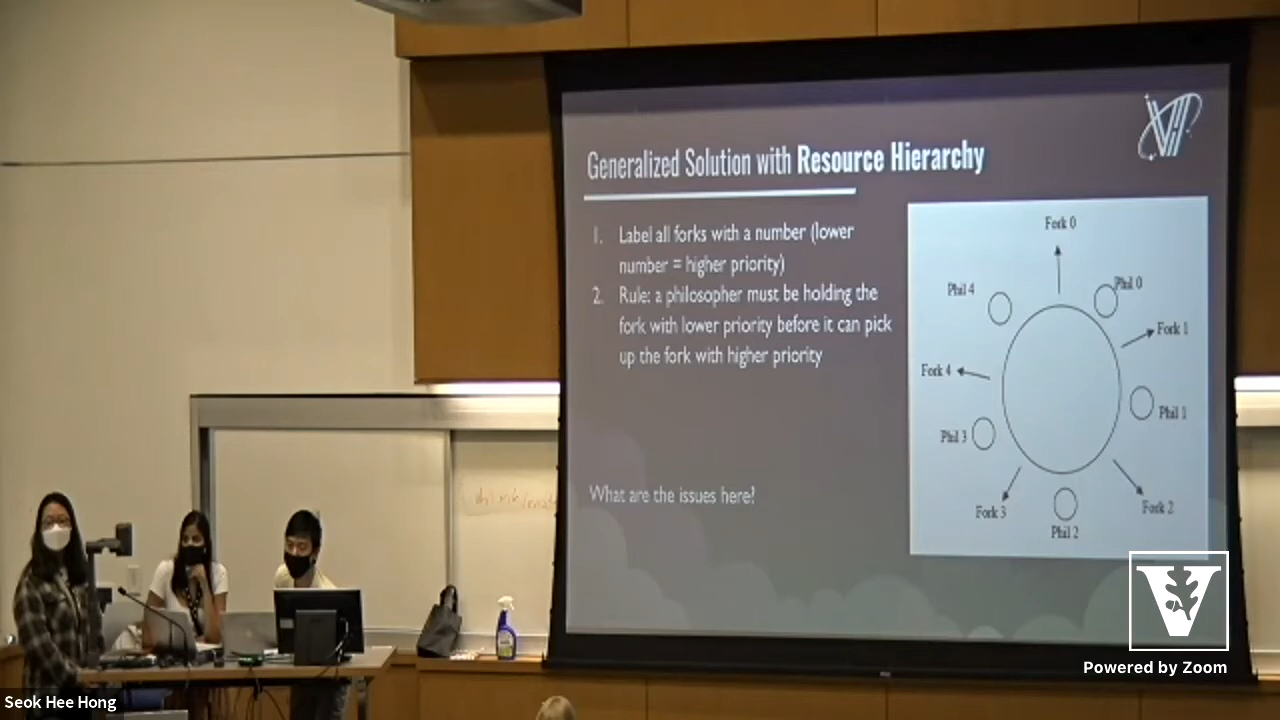 Generalized Solution with Resource Hierarchy
1. Label all forks with a number (lower
number = higher priority)
2. Rule: a philosopher must be holding the
fork with lower priority before it can pick
up the fork with higher priority
What are the issues here?
Fork 0
Phil 4
Phil 0
Fork 1
Fork 4
Phil 1
Phil 3
Fork 3
Fork 2
Phil 2
V
Powered by Zoom
Seok Hee Hong